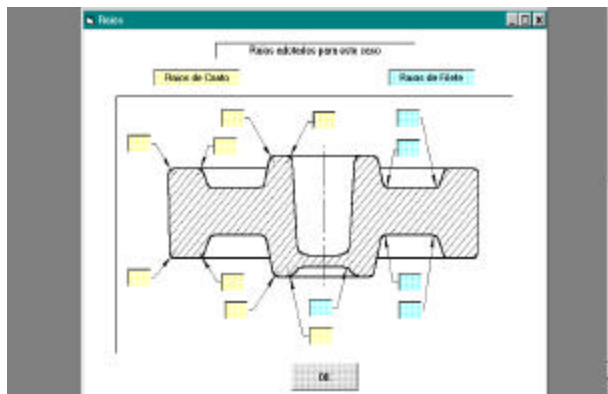 Raios
Raios adotados para este caso
Raios de Canto
Raios de Filete
OK